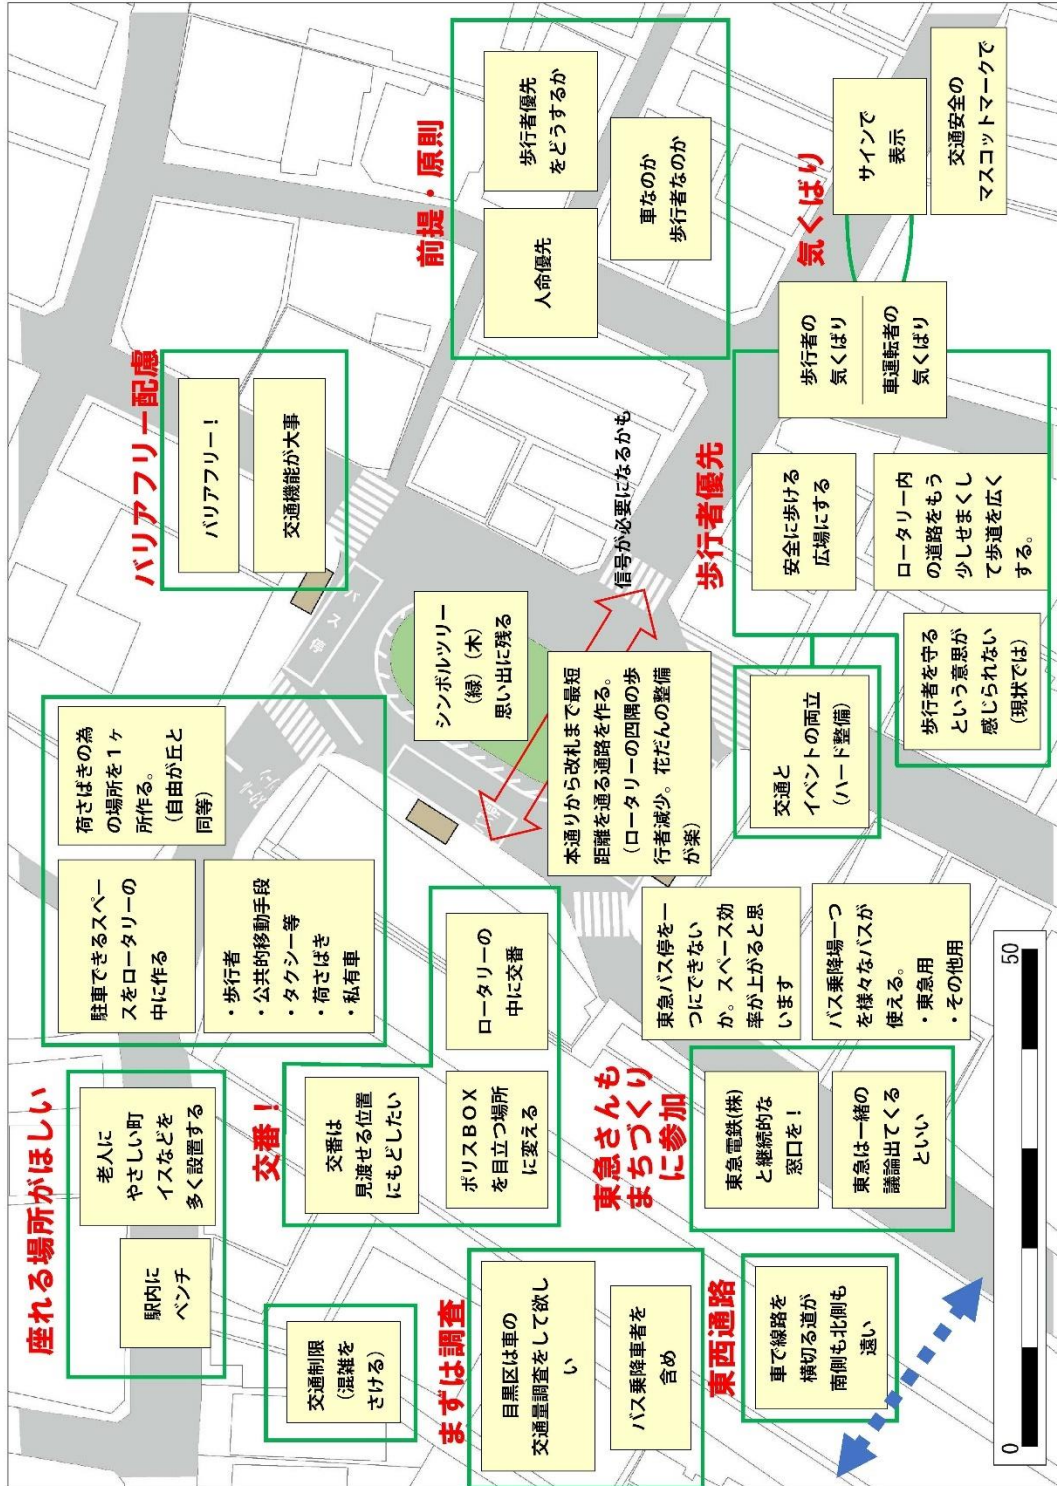 座れる場所がほしい
駅内に
ベンチ
老人に
やさしい町
イスなどを
多く設置する
駐車できるスペー
スをロータリーの
中に作る
荷さばきの為
の場所を１ヶ
所作る。
（自由が丘と
同等）
・歩行者
・公共的移動手段
・タクシー等
・荷さばき
・私有車
バリアフリー配慮
バリアフリー！
交通機能が大事
交通制限
（混雑を
さける）
交番！
交番は
見渡せる位置
にもどしたい
ポリスＢＯＸ
を目立つ場所
に変える
ロータリーの
中に交番
バス停
シンボルツリー
（緑）（木）
思い出に残る
前提・原則
人命優先
歩行者優先
をどうするか
車なのか
歩行者なのか
まずは調査
目黒区は車の
交通量調査をして欲し
い
バス乗降車者を
含め
東急さんも
まちづくり
に参加
東急電鉄(株)
と継続的な
窓口を！
東急は一緒の
議論出てくる
といい
本通りから改札まで最短
距離を通る通路を作る。
（ロータリーの四隅の歩
行者減少。花だんの整備
が楽）
信号が必要になるかも
東急バス停を一
つにできない
か。スペース効
率が上がると思
います
バス乗降場一つ
を様々なバスが
使える。
・東急用
・その他用
東西通路
車で線路を
横切る道が
南側も北側も
遠い
歩行者優先
交通と
イベントの両立
（ハード整備）
安全に歩ける
広場にする
ロータリー内
の道路をもう
少しせまくし
て歩道を広く
する。
歩行者を守る
という意思が
感じられない
（現状では）
気くばり
歩行者の
気くばり
車運転者の
気くばり
サインで
表示
交通安全の
マスコットマークで
0
50